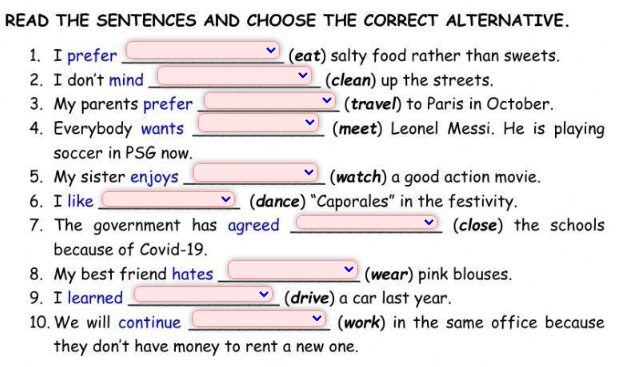 READ THE SENTENCES AND CHOOSE THE CORRECT ALTERNATIVE.
1. I prefer (eat) salty food rather than sweets.
2. I don't mind (clean) up the streets.
3. My parents prefer (travel) to Paris in October.
4. Everybody wants (meet) Leonel Messi. He is playing
soccer in PSG now.
5. My sister enjoys (watch) a good action movie.
6. I like (dance) "Caporales" in the festivity.
7. The government has agreed (close) the schools
because of Covid-19.
8. My best friend hates (wear) pink blouses.
9. I learned (drive) a car last year.
10. We will continue (work) in the same office because
they don't have money to rent a new one.